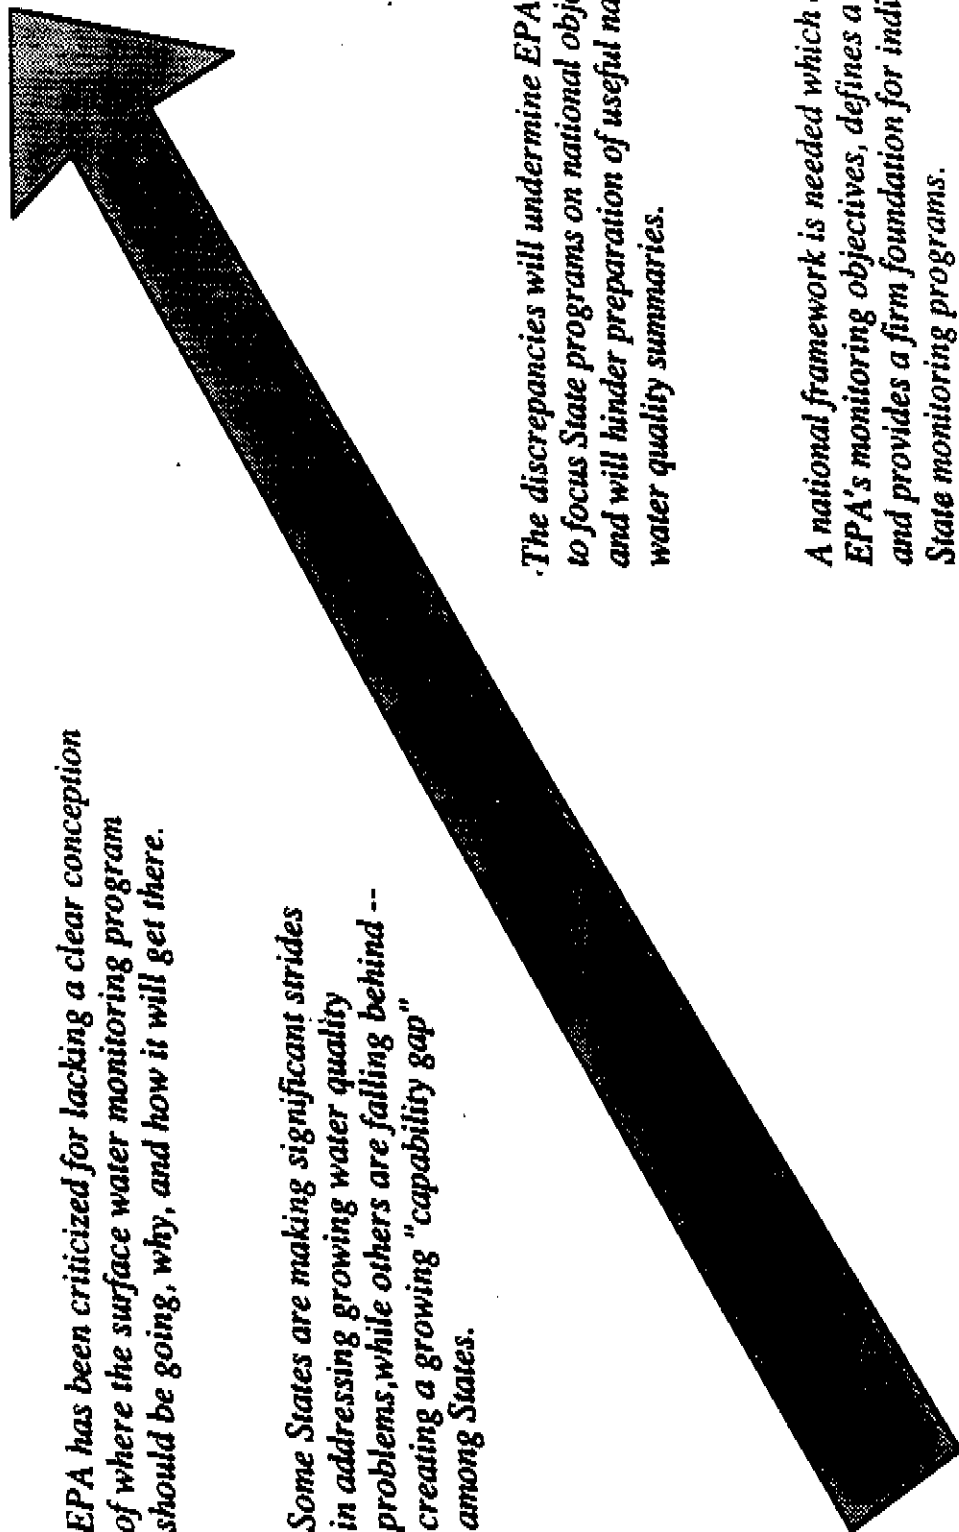 EPA has been criticized for lacking a clear conception
of where the surface water monitoring program
should be going, why, and how it will get there.
Some States are making significant strides
in addressing growing water quality
problems, while others are falling behind --
creating a growing "capability gap"
among States.
The discrepancies will undermine EPA
to focus State programs on national
and will hinder preparation of useful
water quality summaries.
A national framework is needed which
EPA's monitoring objectives, defines a
and provides a firm foundation for
State monitoring programs.